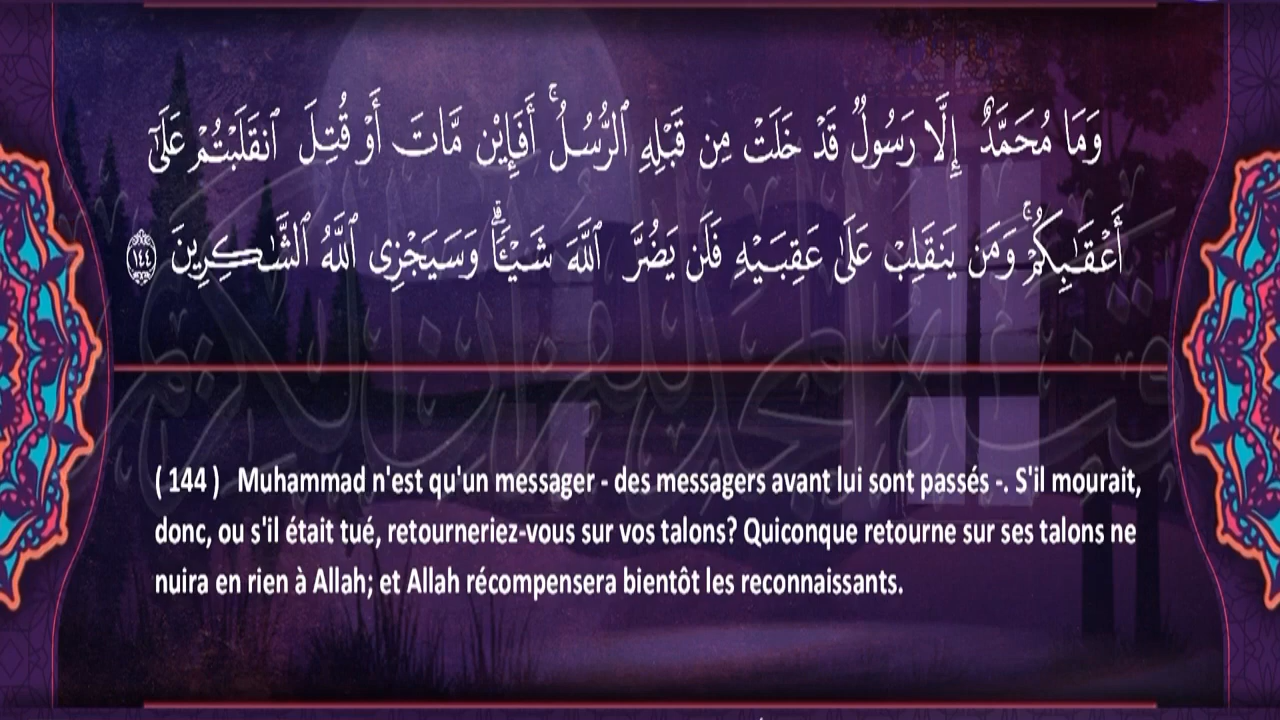 وَمَا مُحَمَّدٌ إِلَّا رَسُولٌ قَدْ خَلَتْ مِن قَبْلِهِ ٱلرُّسُلُ ۚ أَفَإِي۟ن مَّاتَ أَوْ قُتِلَ ٱنقَلَبْتُمْ عَلَىٰٓ
أَعْقَـٰبِكُمْ ۚ وَمَن يَنقَلِبْ عَلَىٰ عَقِبَيْهِ فَلَن يَضُرَّ ٱللَّهَ شَيْـًٔا ۗ وَسَيَجْزِى ٱللَّهُ ٱلشَّـٰكِرِينَ ١٤٤
( 144 ) Muhammad n'est qu'un messager - des messagers avant lui sont passés -. S'il mourait,
donc, ou s'il était tué, retourneriez-vous sur vos talons? Quiconque retourne sur ses talons ne
nuira en rien à Allah; et Allah récompensera bientôt les reconnaissants.